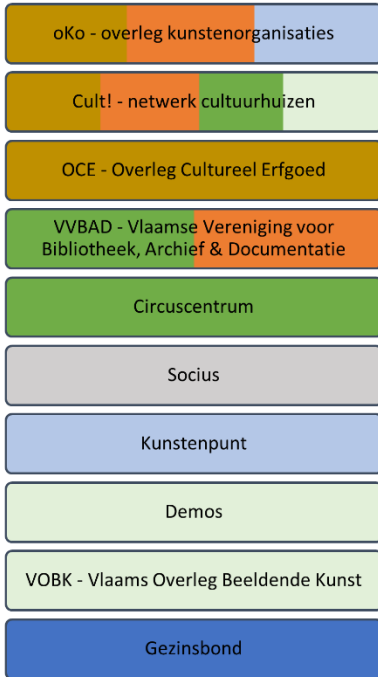 oKo - overleg kunstenorganisaties
Cult! - netwerk cultuurhuizen
OCE - Overleg Cultureel Erfgoed
VVBAD - Vlaamse Vereniging voor
Bibliotheek, Archief & Documentatie
Circuscentrum
Socius
Kunstenpunt
Demos
VOBK - Vlaams Overleg Beeldende Kunst
Gezinsbond